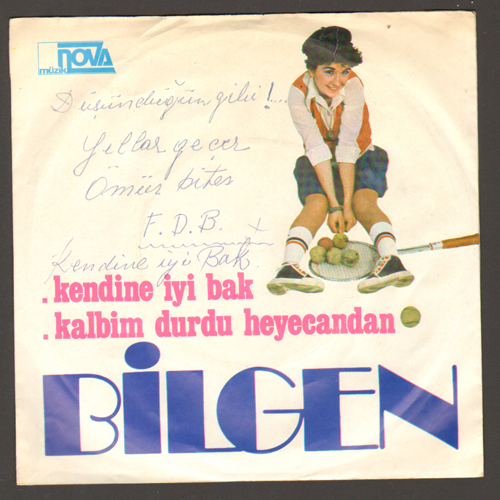 NOVA
müzik
Düşündüğün gibi!...
Yıllar geçer
Ömür biter
F.D.B.
Kendine iyi Bak.
. kendine iyi bak
. kalbim durdu heyecandan
BİLGEN